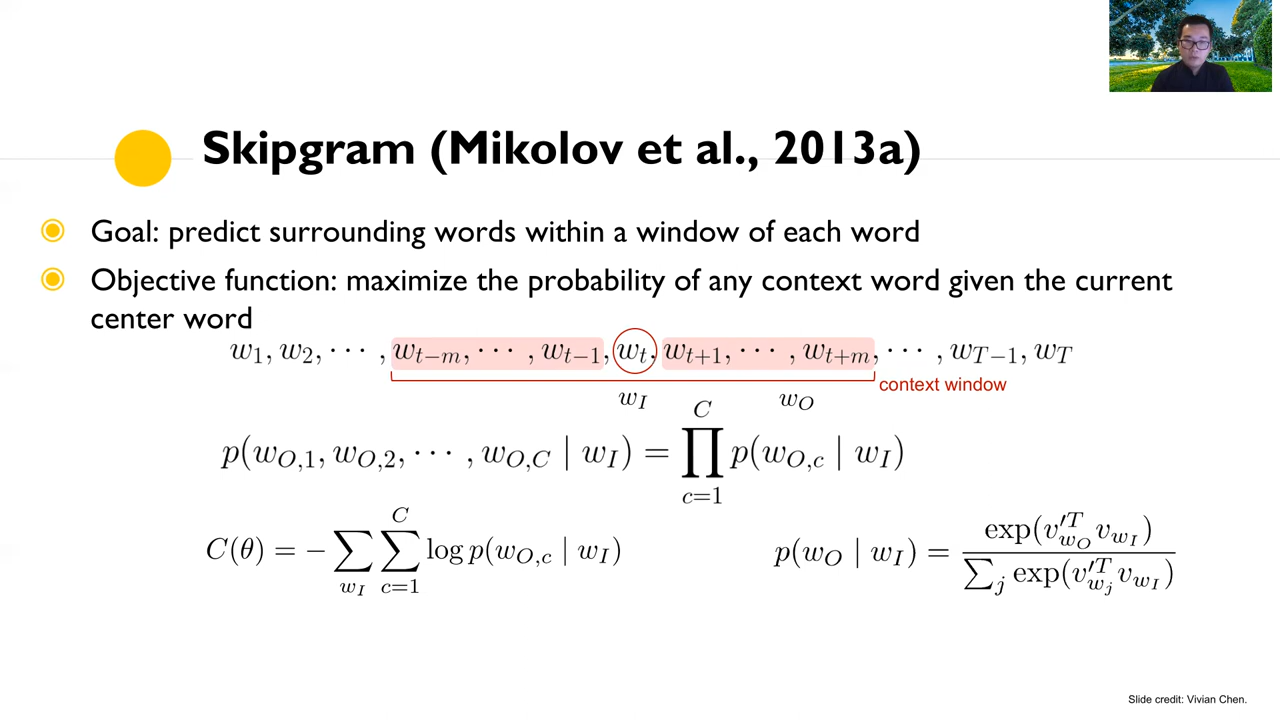 Skipgram (Mikolov et al., 2013a)
Goal: predict surrounding words within a window of each word
Objective function: maximize the probability of any context word given the current
center word
w_1, w_2, ⋯ , w_{t−m}, ⋯ , w_{t−1}, w_t, w_{t+1}, ⋯ , w_{t+m}, ⋯ , w_{T−1}, w_T
context window
w_I w_O
p(w_{O,1}, w_{O,2}, ⋯ , w_{O,C} | w_I) = ∏_{c=1}^{C} p(w_{O,c} | w_I)
C(θ) = − ∑_{w_I} ∑_{c=1}^{C} log p(w_{O,c} | w_I)
p(w_O | w_I) = exp(v′^T_{w_O} v_{w_I}) / ∑_j exp(v′^T_{w_j} v_{w_I})
Slide credit: Vivian Chen.